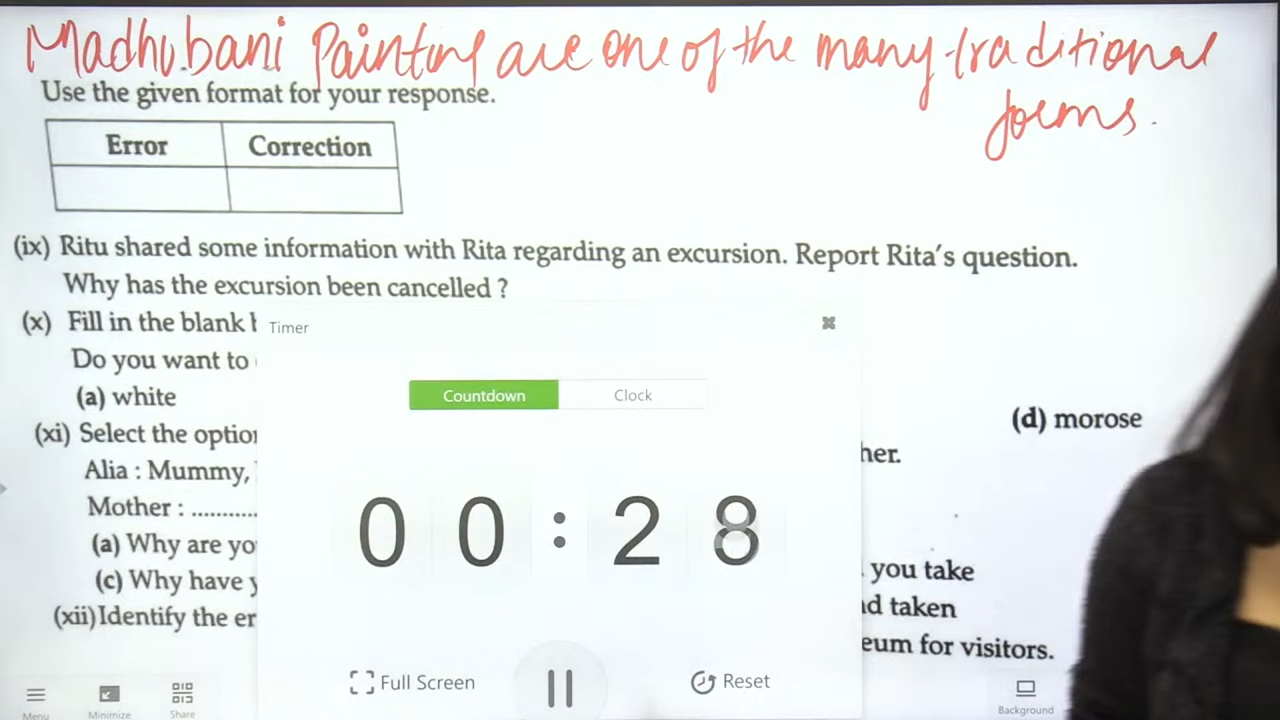 Madhubani Painting are one of the many traditional
forms.
Use the given format for your response.
Error Correction
(ix) Ritu shared some information with Rita regarding an excursion. Report Rita's question.
Why has the excursion been cancelled ?
(x) Fill in the blank
Timer
Do you want to
Countdown Clock
(a) white
(d) morose
(xi) Select the option
her.
Alia : Mummy,
Mother : ...........
00:28
(a) Why are yo
you take
(c) Why have y
d taken
(xii) Identify the er
eum for visitors.
Full Screen
Reset
Menu
Minimize
Share
Background